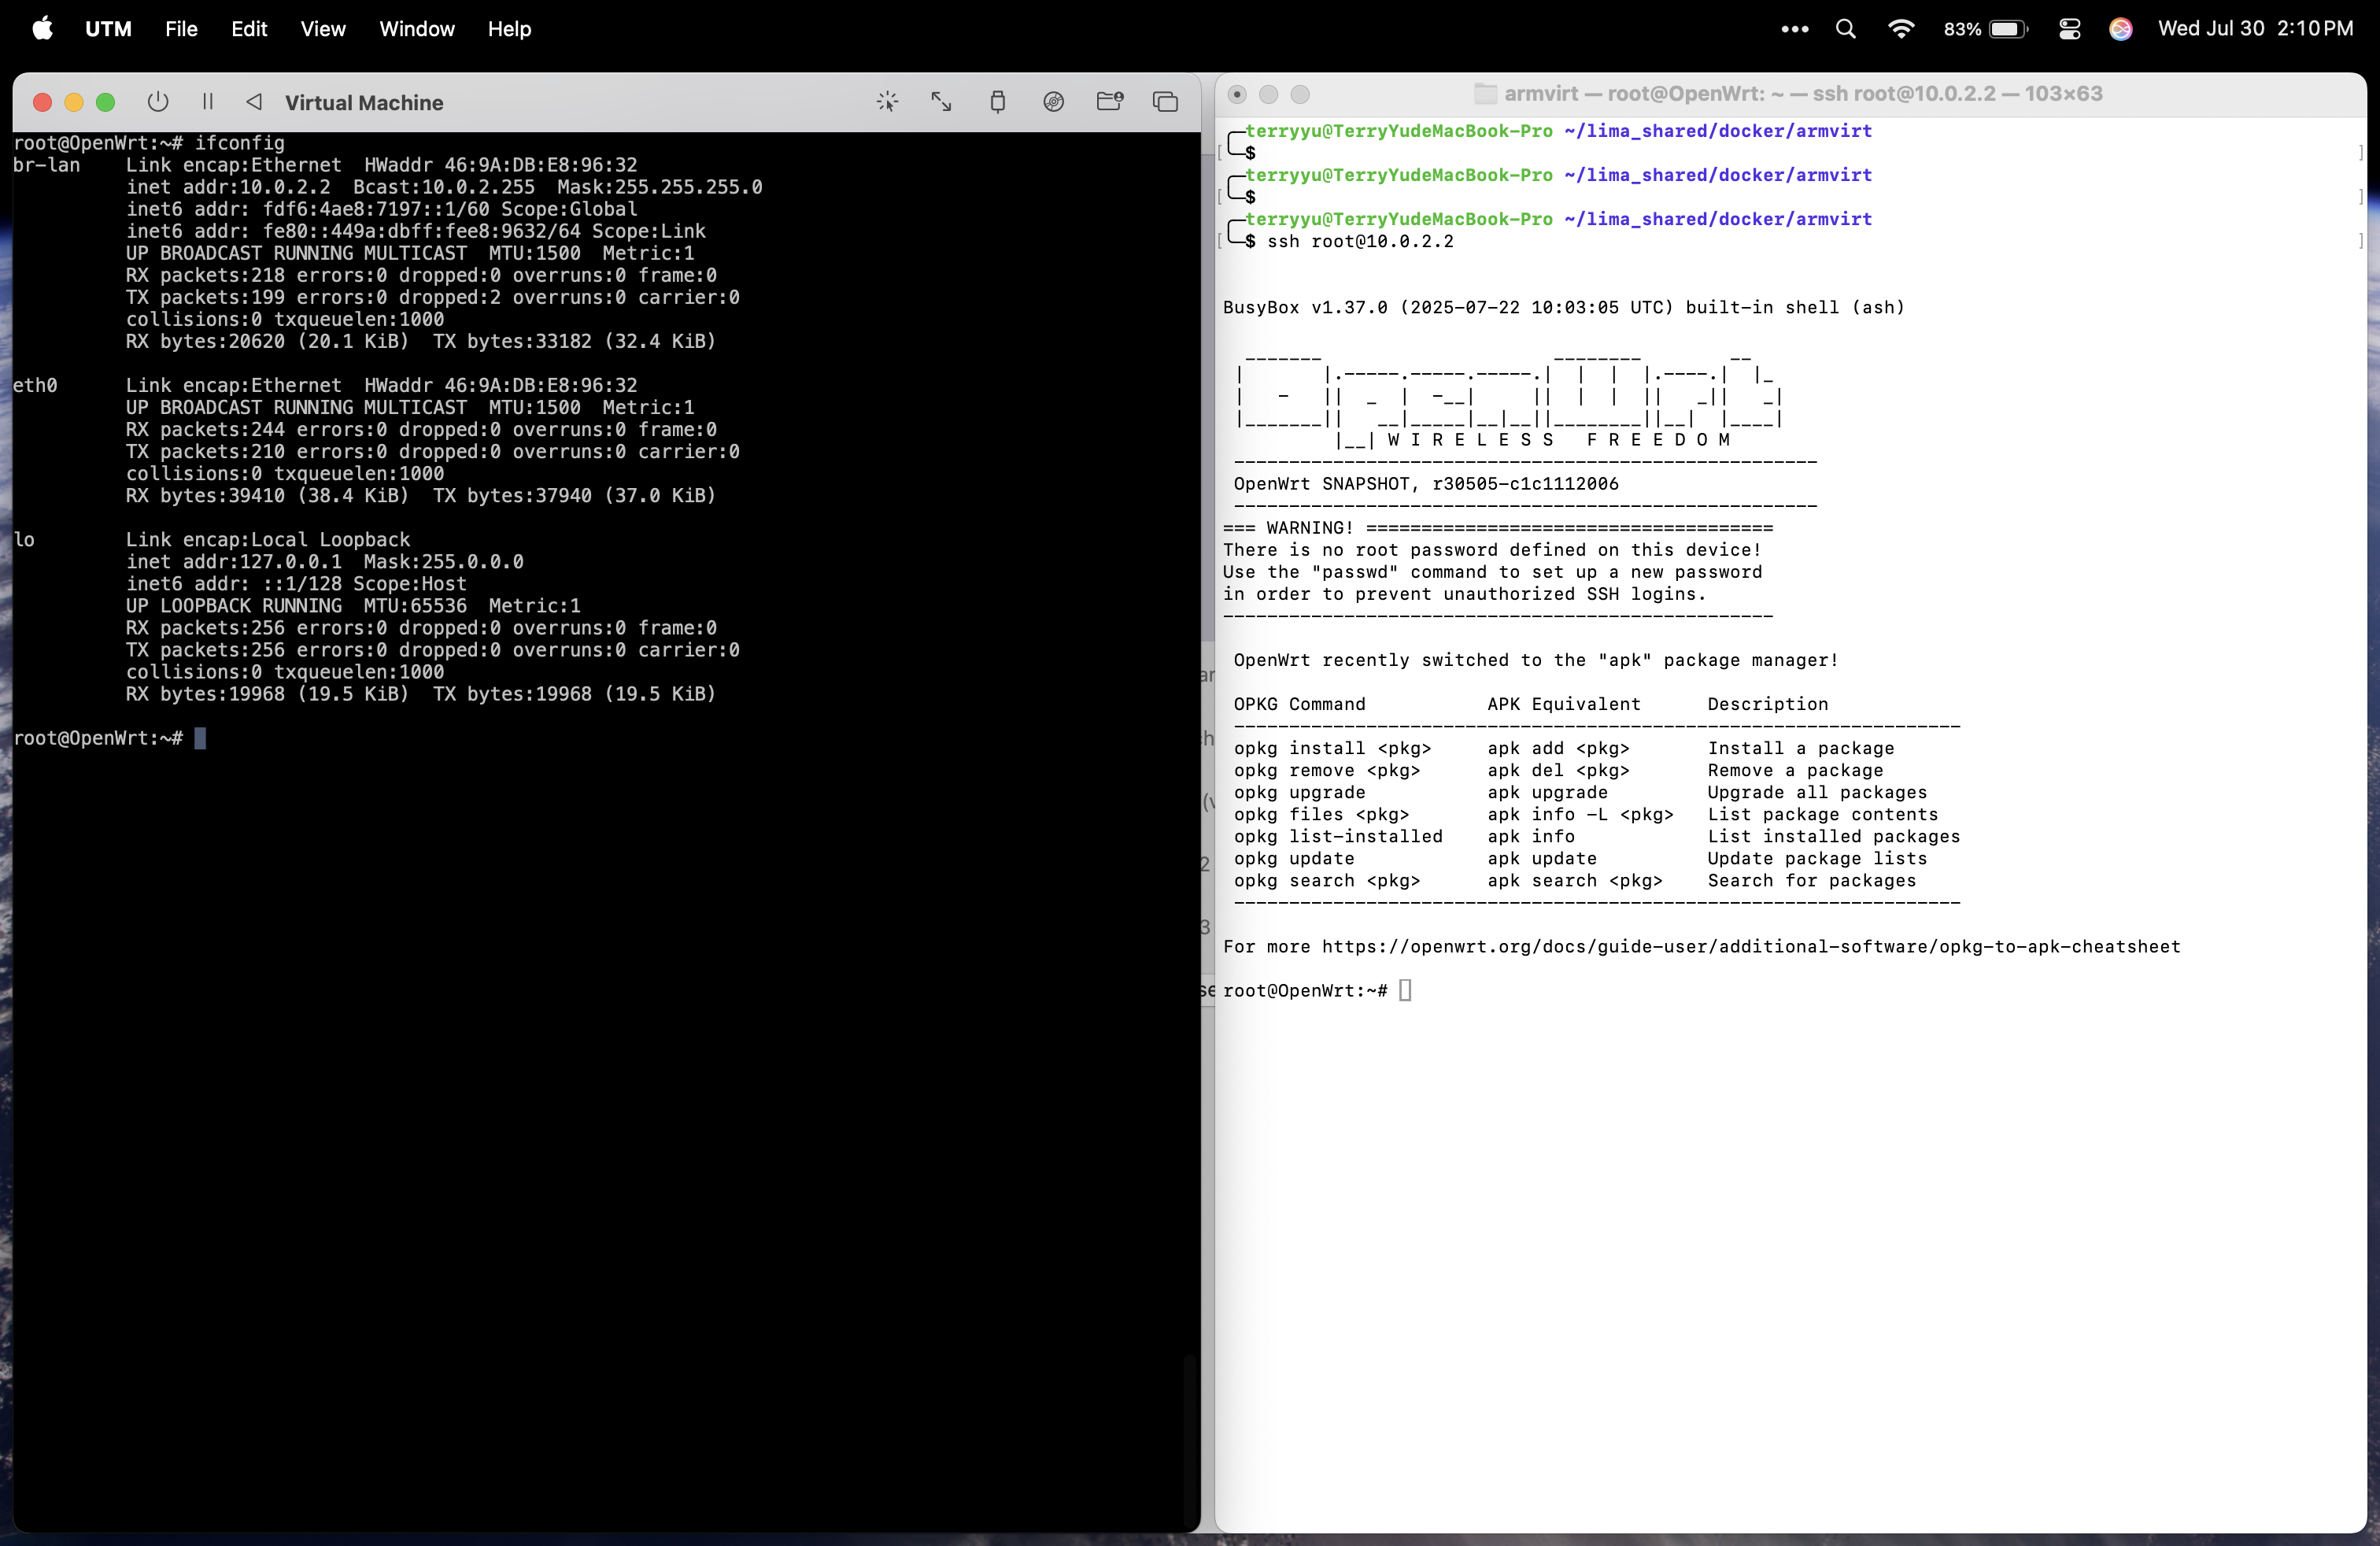 UTM File Edit View Window Help
83% Wed Jul 30 2:10 PM
Virtual Machine
root@OpenWrt:~# ifconfig
br-lan    Link encap:Ethernet  HWaddr 46:9A:DB:E8:96:32
          inet addr:10.0.2.2  Bcast:10.0.2.255  Mask:255.255.255.0
          inet6 addr: fdf6:4ae8:7197::1/60 Scope:Global
          inet6 addr: fe80::449a:dbff:fee8:9632/64 Scope:Link
          UP BROADCAST RUNNING MULTICAST  MTU:1500  Metric:1
          RX packets:218 errors:0 dropped:0 overruns:0 frame:0
          TX packets:199 errors:0 dropped:2 overruns:0 carrier:0
          collisions:0 txqueuelen:1000
          RX bytes:20620 (20.1 KiB)  TX bytes:33182 (32.4 KiB)
eth0      Link encap:Ethernet  HWaddr 46:9A:DB:E8:96:32
          UP BROADCAST RUNNING MULTICAST  MTU:1500  Metric:1
          RX packets:244 errors:0 dropped:0 overruns:0 frame:0
          TX packets:210 errors:0 dropped:0 overruns:0 carrier:0
          collisions:0 txqueuelen:1000
          RX bytes:39410 (38.4 KiB)  TX bytes:37940 (37.0 KiB)
lo        Link encap:Local Loopback
          inet addr:127.0.0.1  Mask:255.0.0.0
          inet6 addr: ::1/128 Scope:Host
          UP LOOPBACK RUNNING  MTU:65536  Metric:1
          RX packets:256 errors:0 dropped:0 overruns:0 frame:0
          TX packets:256 errors:0 dropped:0 overruns:0 carrier:0
          collisions:0 txqueuelen:1000
          RX bytes:19968 (19.5 KiB)  TX bytes:19968 (19.5 KiB)
root@OpenWrt:~#
armvirt — root@OpenWrt: ~ — ssh root@10.0.2.2 — 103×63
terryyu@TerryYudeMacBook-Pro ~/lima_shared/docker/armvirt
$
terryyu@TerryYudeMacBook-Pro ~/lima_shared/docker/armvirt
$
terryyu@TerryYudeMacBook-Pro ~/lima_shared/docker/armvirt
$ ssh root@10.0.2.2
BusyBox v1.37.0 (2025-07-22 10:03:05 UTC) built-in shell (ash)
OpenWrt
W I R E L E S S   F R E E D O M
OpenWrt SNAPSHOT, r30505-c1c1112006
=== WARNING! =====================================
There is no root password defined on this device!
Use the "passwd" command to set up a new password
in order to prevent unauthorized SSH logins.
OpenWrt recently switched to the "apk" package manager!
OPKG Command           APK Equivalent      Description
opkg install <pkg>     apk add <pkg>       Install a package
opkg remove <pkg>      apk del <pkg>       Remove a package
opkg upgrade           apk upgrade         Upgrade all packages
opkg files <pkg>       apk info -L <pkg>   List package contents
opkg list-installed    apk info            List installed packages
opkg update            apk update          Update package lists
opkg search <pkg>      apk search <pkg>    Search for packages
For more https://openwrt.org/docs/guide-user/additional-software/opkg-to-apk-cheatsheet
root@OpenWrt:~#